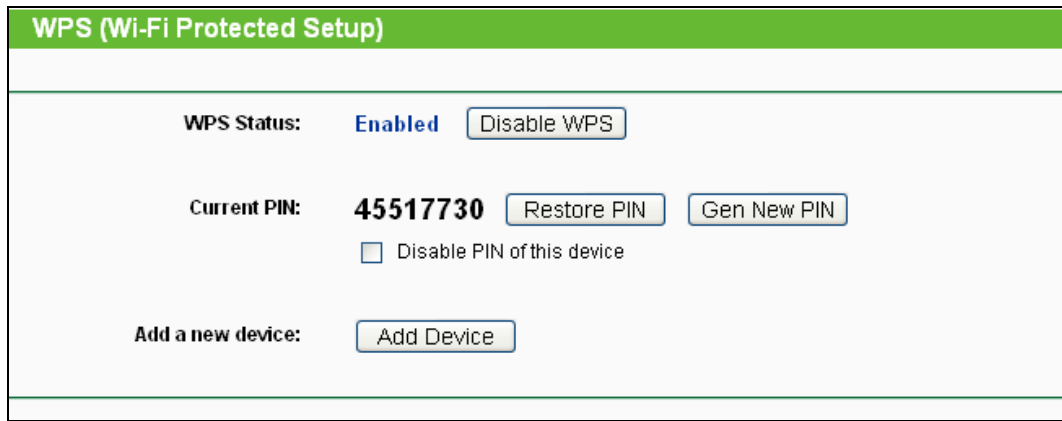 WPS (Wi-Fi Protected Setup)
WPS Status: Enabled Disable WPS
Current PIN: 45517730 Restore PIN Gen New PIN
Disable PIN of this device
Add a new device: Add Device